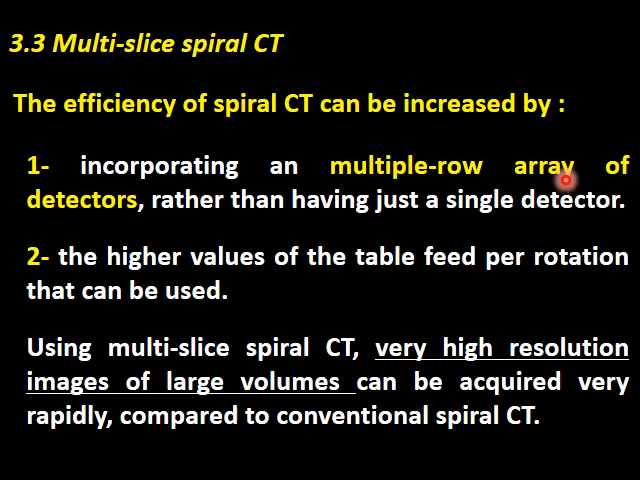 3.3 Multi-slice spiral CT
The efficiency of spiral CT can be increased by :
1- incorporating an multiple-row array of
detectors, rather than having just a single detector.
2- the higher values of the table feed per rotation
that can be used.
Using multi-slice spiral CT, very high resolution
images of large volumes can be acquired very
rapidly, compared to conventional spiral CT.